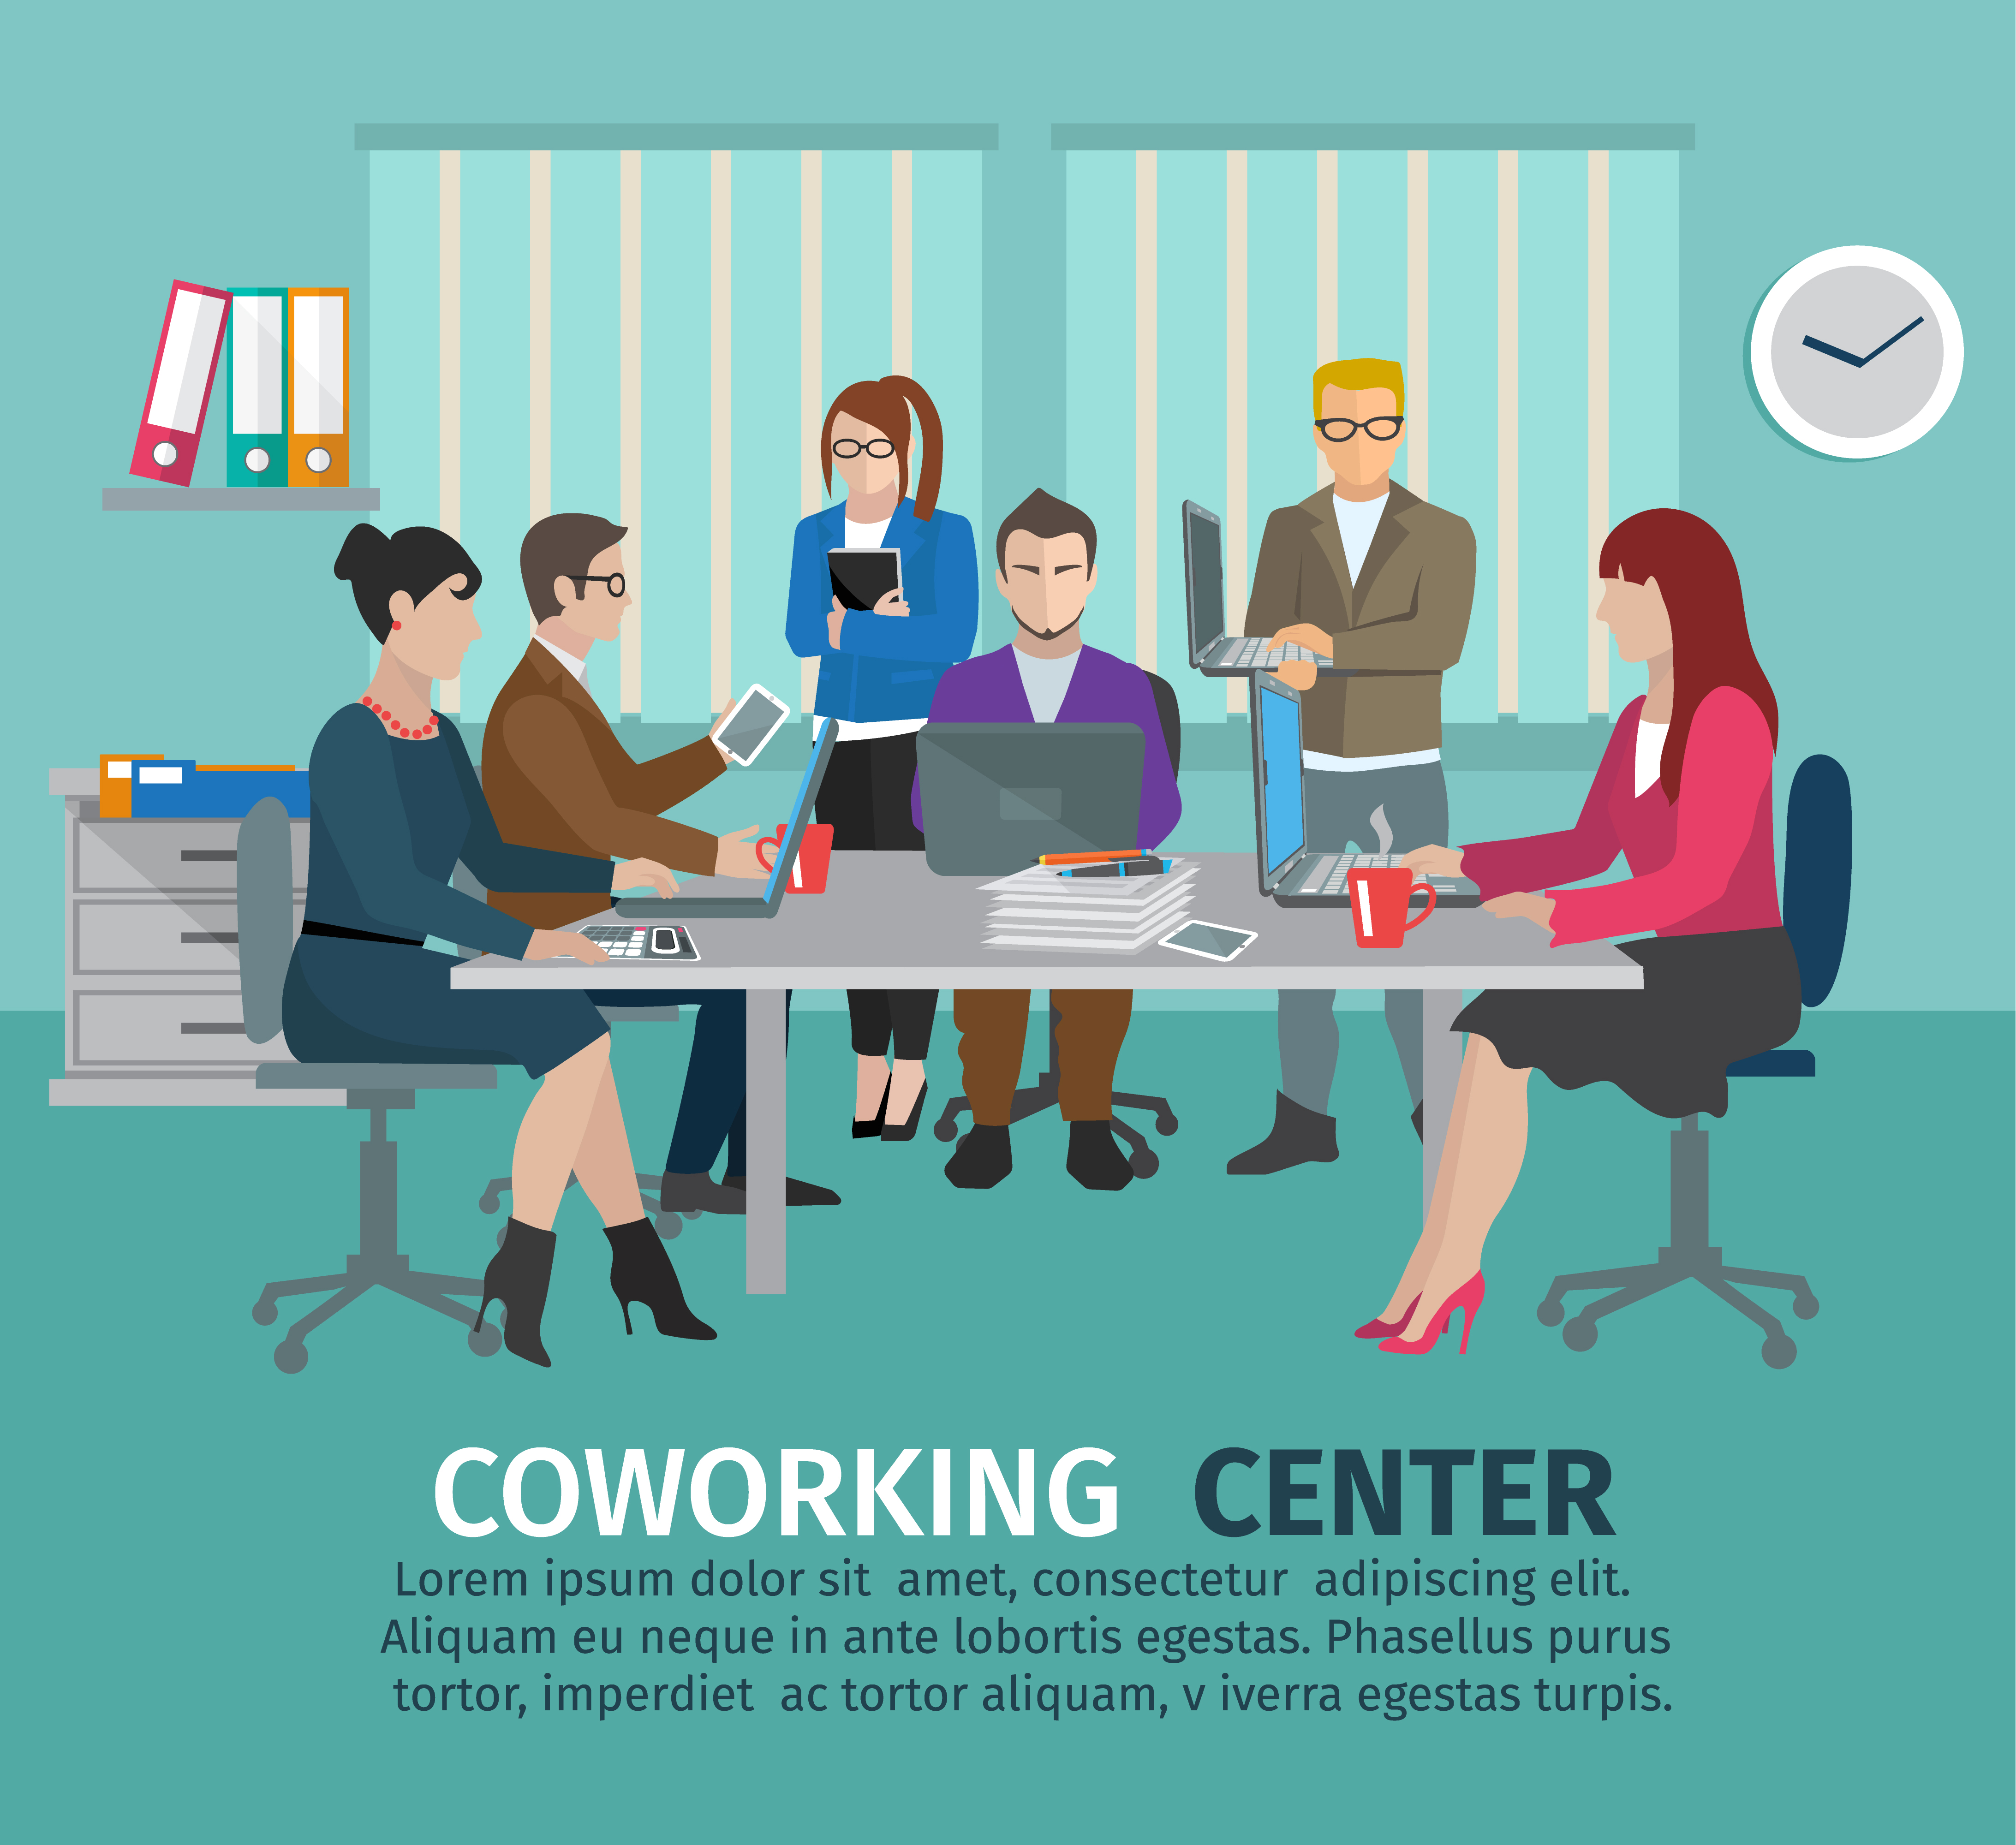 COWORKING CENTER
Lorem ipsum dolor sit amet, consectetur adipiscing elit.
Aliquam eu neque in ante lobortis egestas. Phasellus purus
tortor, imperdiet ac tortor aliquam, v iverra egestas turpis.